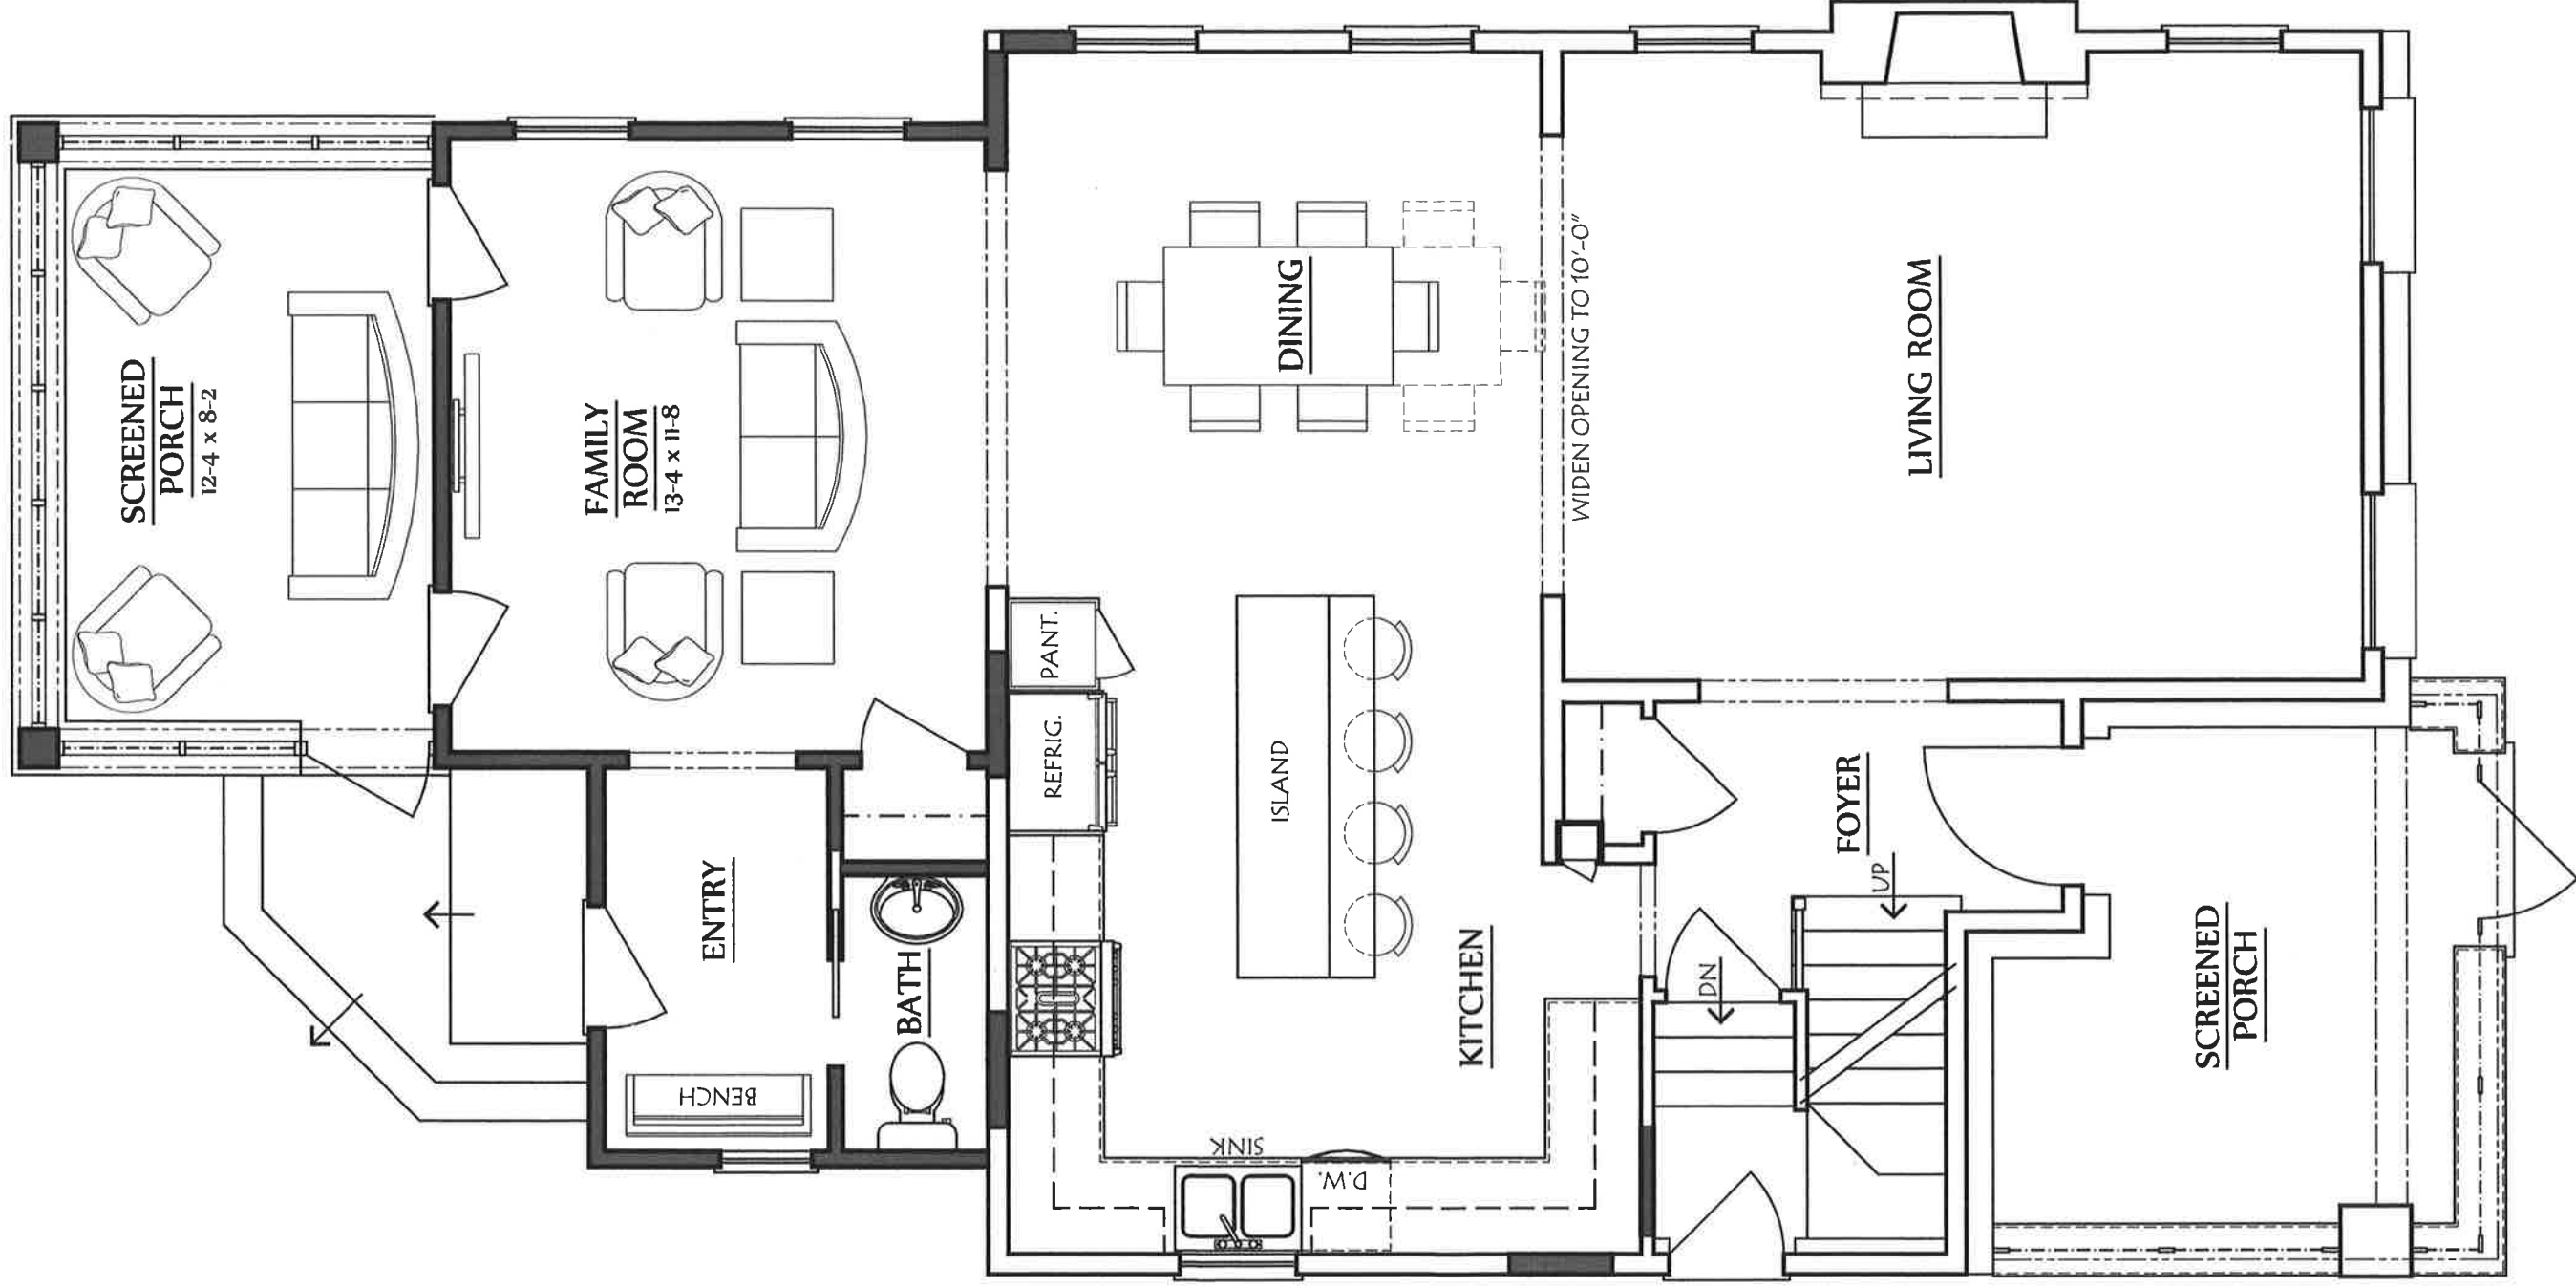 SCREENED
PORCH
12-4 x 8-2
FAMILY
ROOM
13-4 x 11-8
DINING
WIDEN OPENING TO 10'-0"
LIVING ROOM
PANT.
REFRIG.
ISLAND
ENTRY
BATH
BENCH
KITCHEN
SINK
D.W.
FOYER
UP
DN
SCREENED
PORCH